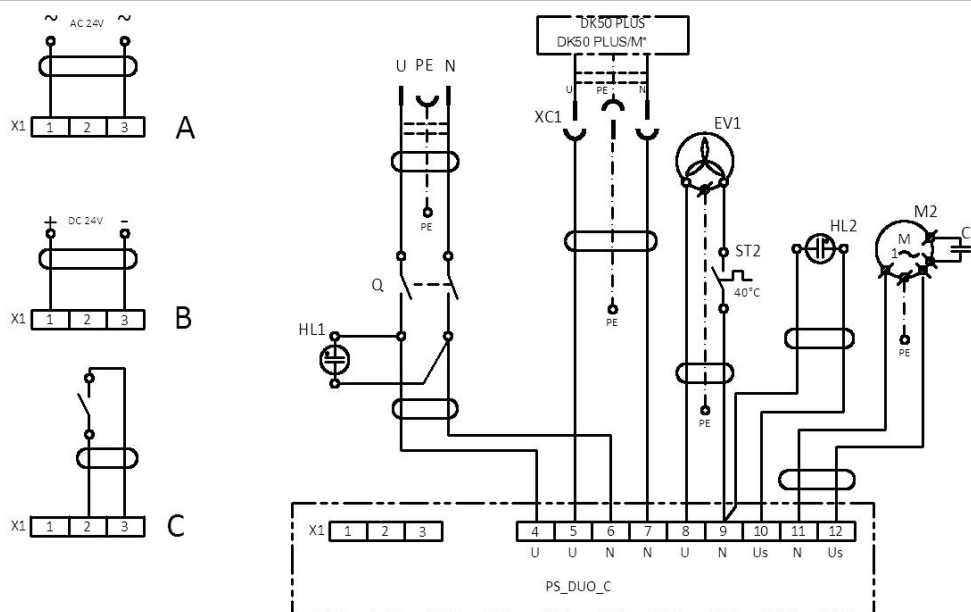 ~ AC 24V ~
X1 1 2 3 A
+ DC 24V -
X1 1 2 3 B
X1 1 2 3 C
DK50 PLUS
DK50 PLUS/M*
U PE N
U PE N
XC1
EV1
PE
Q
HL1
ST2
40°C
PE
PE
HL2
M2
M
1~
C
PE
X1 1 2 3 4 5 6 7 8 9 10 11 12
U U N N U N Us N Us
PS_DUO_C